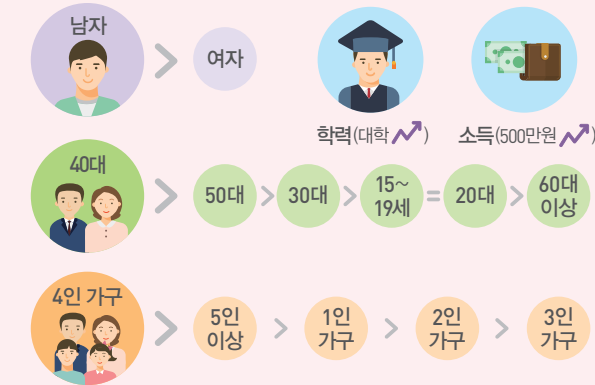 남자
여자
학력(대학 )
소득(500만원 )
40대
50대 > 30대 > 15~19세 = 20대 > 60대 이상
4인 가구
5인 이상 > 1인 가구 > 2인 가구 > 3인 가구